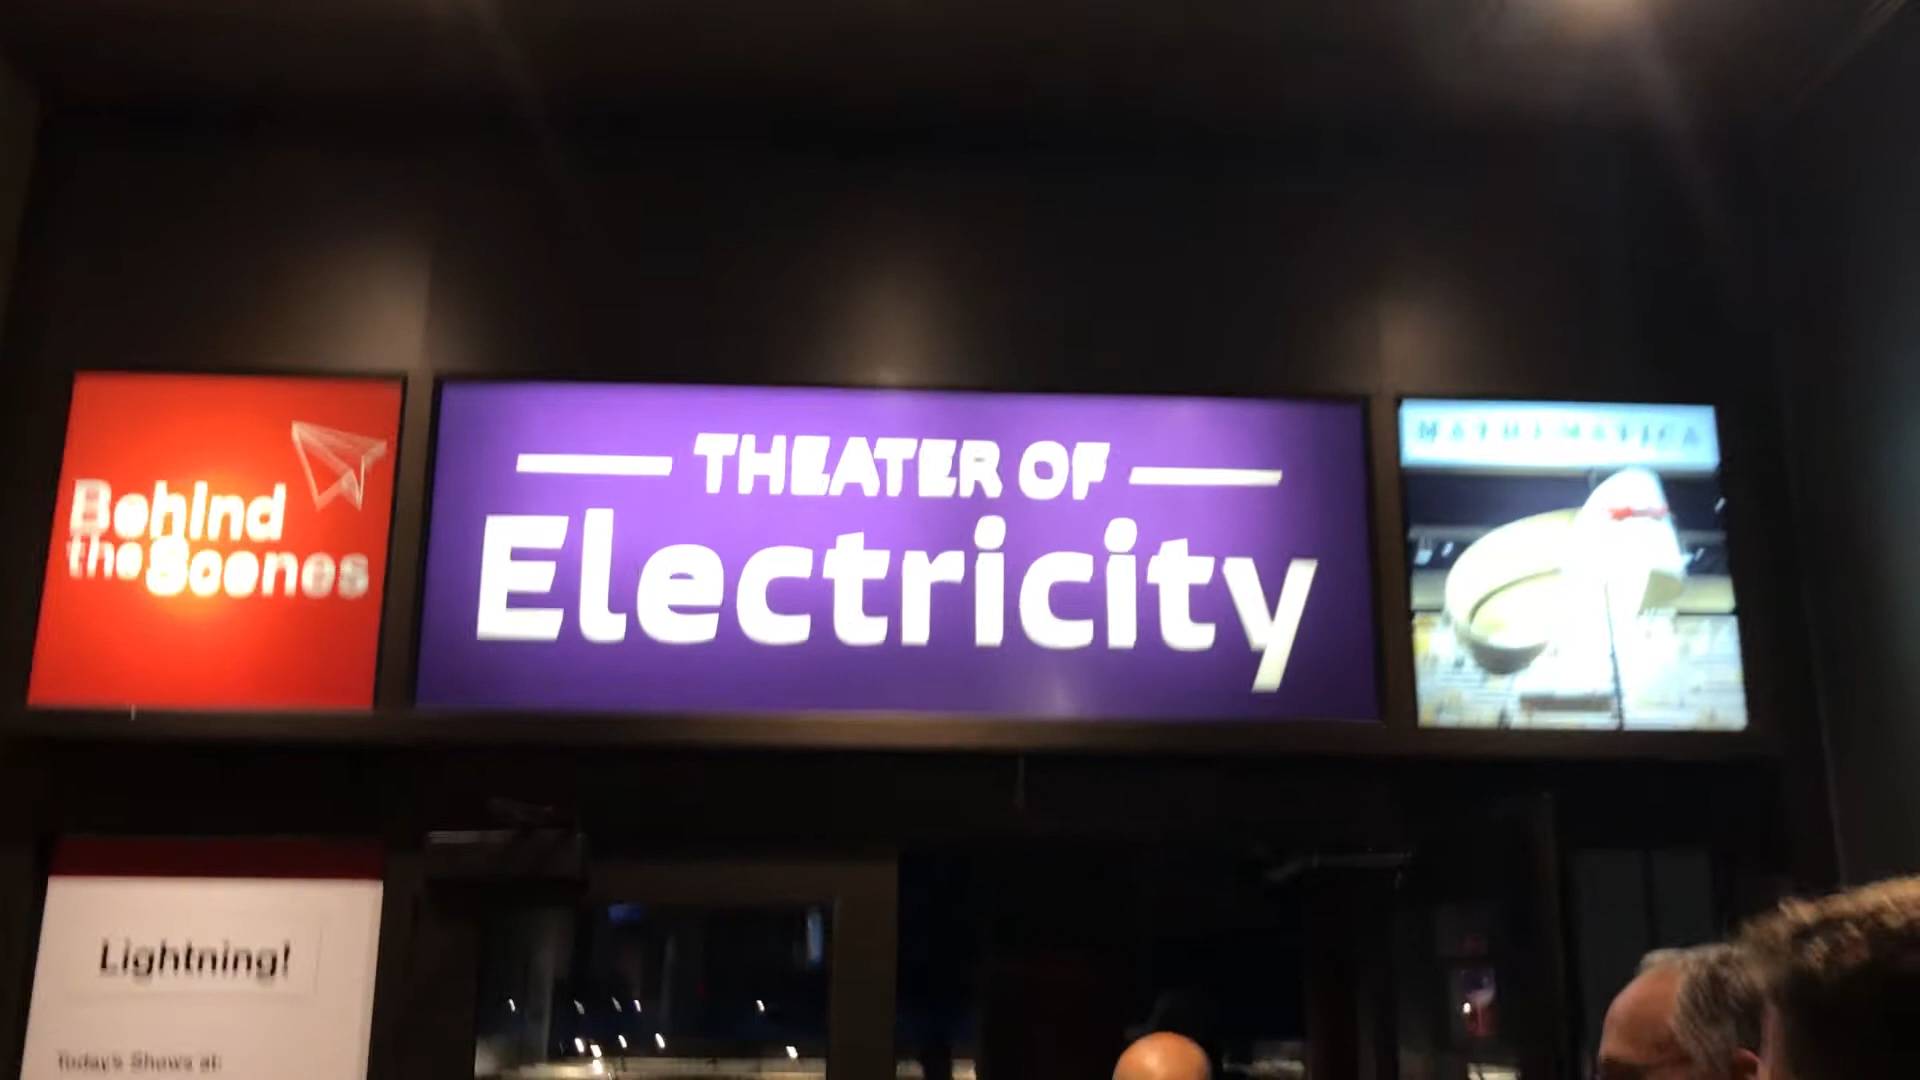 Behind
the Scenes
THEATER OF
Electricity
MATHEMATICA
Lightning!
Today's Shows at: